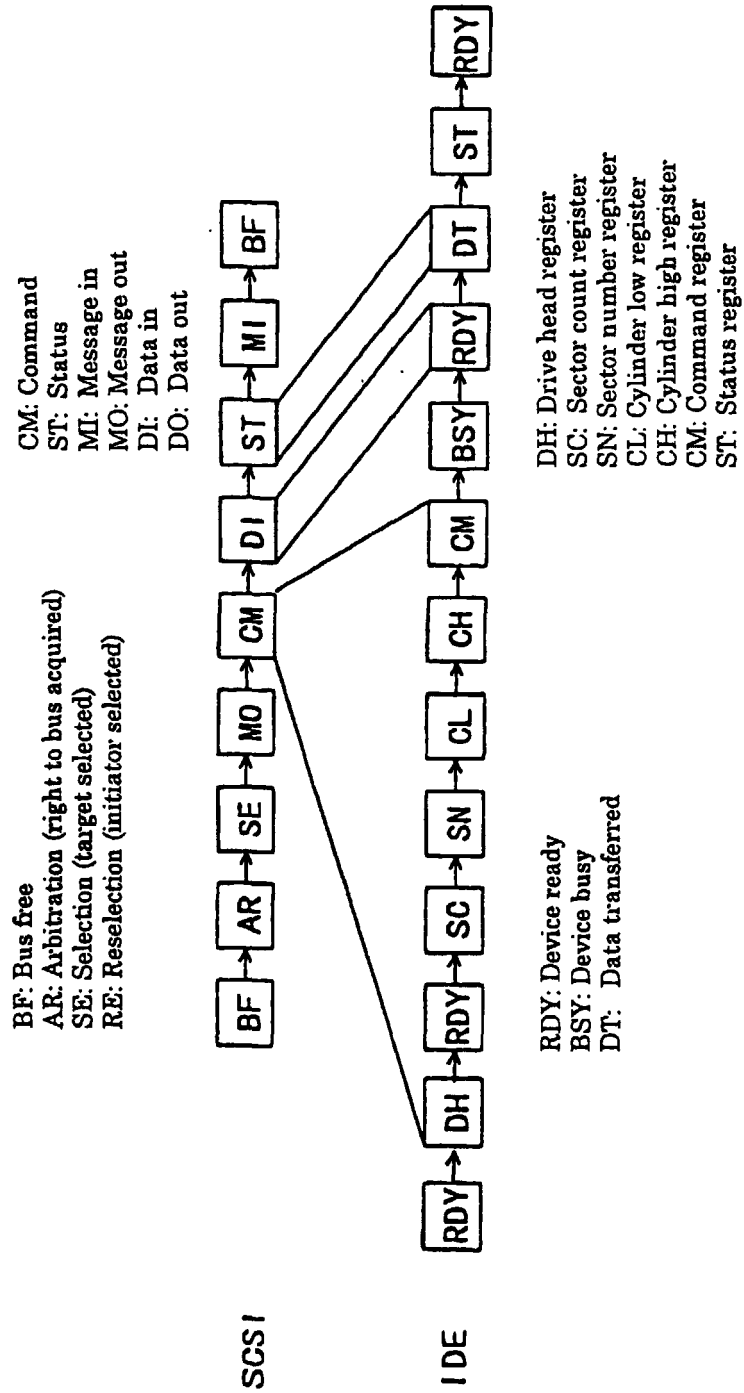 BF: Bus free
AR: Arbitration (right to bus acquired)
SE: Selection (target selected)
RE: Reselection (initiator selected)
CM: Command
ST: Status
MI: Message in
MO: Message out
DI: Data in
DO: Data out
SCSI
BF AR SE MO CM DI ST MI BF
IDE
RDY DH RDY SC SN CL CH CM BSY RDY DT ST RDY
RDY: Device ready
BSY: Device busy
DT: Data transferred
DH: Drive head register
SC: Sector count register
SN: Sector number register
CL: Cylinder low register
CH: Cylinder high register
CM: Command register
ST: Status register